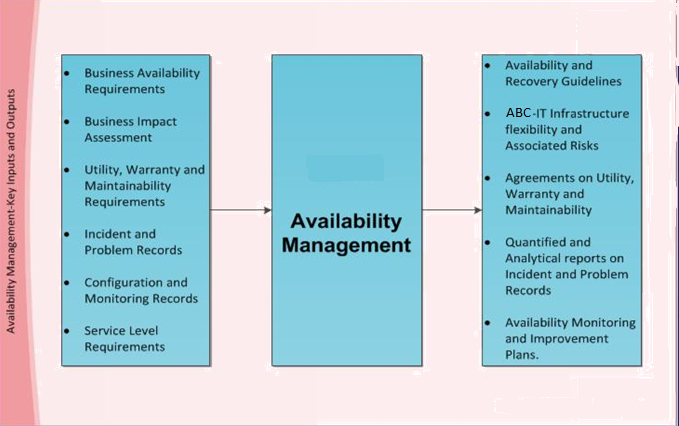 Availability Management-Key Inputs and Outputs
• Business Availability
Requirements
• Business Impact
Assessment
• Utility, Warranty and
Maintainability
Requirements
• Incident and
Problem Records
• Configuration and
Monitoring Records
• Service Level
Requirements
Availability
Management
• Availability and
Recovery Guidelines
• ABC-IT Infrastructure
flexibility and
Associated Risks
• Agreements on Utility,
Warranty and
Maintainability
• Quantified and
Analytical reports on
Incident and Problem
Records
• Availability Monitoring
and Improvement
Plans.